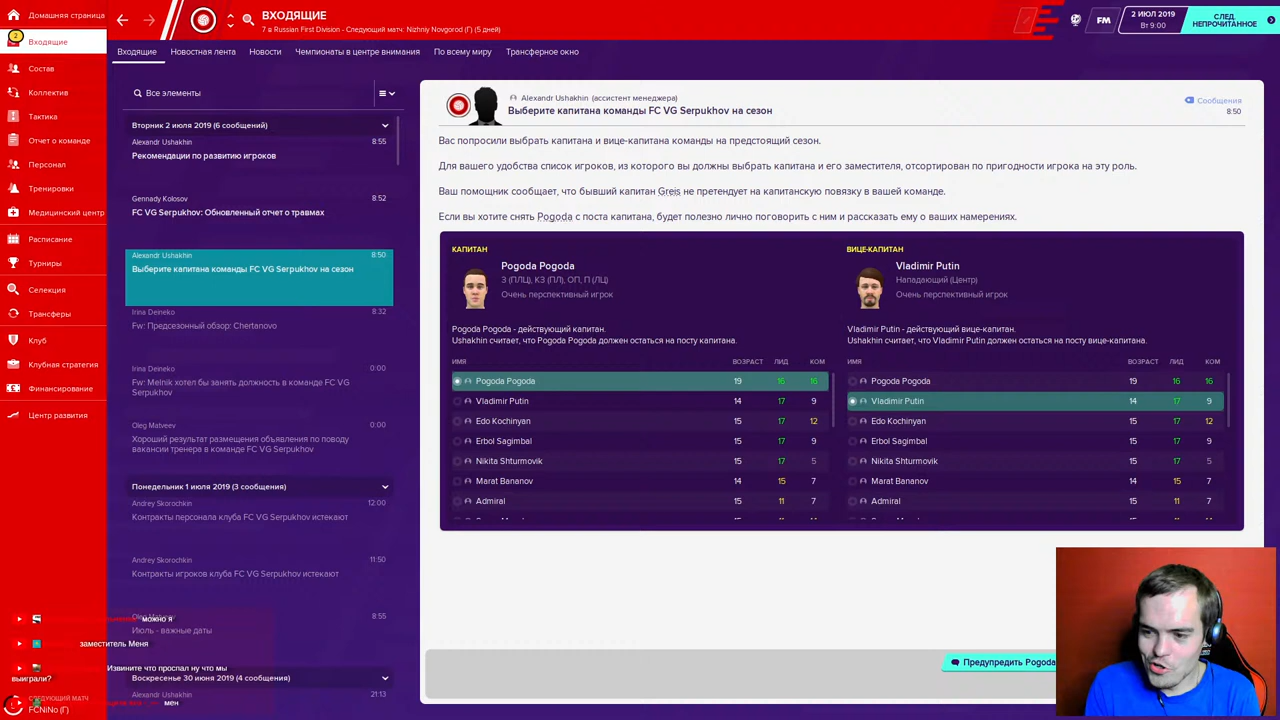 Домашняя страница
2
Входящие
Состав
Коллектив
Тактика
Отчет о команде
Персонал
Тренировки
Медицинский центр
Расписание
Турниры
Селекция
Трансферы
Клуб
Клубная стратегия
Финансирование
Центр развития
ВХОДЯЩИЕ
7 в Russian First Division - Следующий матч: Nizhniy Novgorod (Г) (5 дней)
FM
2 ИЮЛ 2019
Вт 9:00
СЛЕД. НЕПРОЧИТАННОЕ
Входящие
Новостная лента
Новости
Чемпионаты в центре внимания
По всему миру
Трансферное окно
Все элементы
Вторник 2 июля 2019 (6 сообщений)
Alexandr Ushakhin 8:55
Рекомендации по развитию игроков
Gennady Kolosov 8:52
FC VG Serpukhov: Обновленный отчет о травмах
Alexandr Ushakhin 8:50
Выберите капитана команды FC VG Serpukhov на сезон
Irina Deineko 8:32
Fw: Предсезонный обзор: Chertanovo
Irina Deineko 0:00
Fw: Melnik хотел бы занять должность в команде FC VG
Serpukhov
Oleg Matveev 0:00
Хороший результат размещения объявления по поводу
вакансии тренера в команде FC VG Serpukhov
Понедельник 1 июля 2019 (3 сообщения)
Andrey Skorochkin 12:00
Контракты персонала клуба FC VG Serpukhov истекают
Andrey Skorochkin 11:50
Контракты игроков клуба FC VG Serpukhov истекают
Oleg Matveev 8:55
Июль - важные даты
Воскресенье 30 июня 2019 (4 сообщения)
Alexandr Ushakhin 21:13
можно я
заместитель Меня
Извините что проспал ну что мы
выиграли?
мен
СЛЕДУЮЩИЙ МАТЧ
FCNiNo (Г)
Alexandr Ushakhin (ассистент менеджера)
Выберите капитана команды FC VG Serpukhov на сезон
Сообщения
8:50
Вас попросили выбрать капитана и вице-капитана команды на предстоящий сезон.
Для вашего удобства список игроков, из которого вы должны выбрать капитана и его заместителя, отсортирован по пригодности игрока на эту роль.
Ваш помощник сообщает, что бывший капитан Greis не претендует на капитанскую повязку в вашей команде.
Если вы хотите снять Pogoda с поста капитана, будет полезно лично поговорить с ним и рассказать ему о ваших намерениях.
КАПИТАН
Pogoda Pogoda
З (ПЛЦ), КЗ (ПЛ), ОП, П (ЛЦ)
Очень перспективный игрок
Pogoda Pogoda - действующий капитан.
Ushakhin считает, что Pogoda Pogoda должен остаться на посту капитана.
ИМЯ ВОЗРАСТ ЛИД КОМ
Pogoda Pogoda 19 16 16
Vladimir Putin 14 17 9
Edo Kochinyan 15 17 12
Erbol Sagimbal 15 17 9
Nikita Shturmovik 15 17 5
Marat Bananov 14 15 7
Admiral 15 11 7
ВИЦЕ-КАПИТАН
Vladimir Putin
Нападающий (Центр)
Очень перспективный игрок
Vladimir Putin - действующий вице-капитан.
Ushakhin считает, что Vladimir Putin должен остаться на посту вице-капитана.
ИМЯ ВОЗРАСТ ЛИД КОМ
Pogoda Pogoda 19 16 16
Vladimir Putin 14 17 9
Edo Kochinyan 15 17 12
Erbol Sagimbal 15 17 9
Nikita Shturmovik 15 17 5
Marat Bananov 14 15 7
Admiral 15 11 7
Предупредить Pogoda